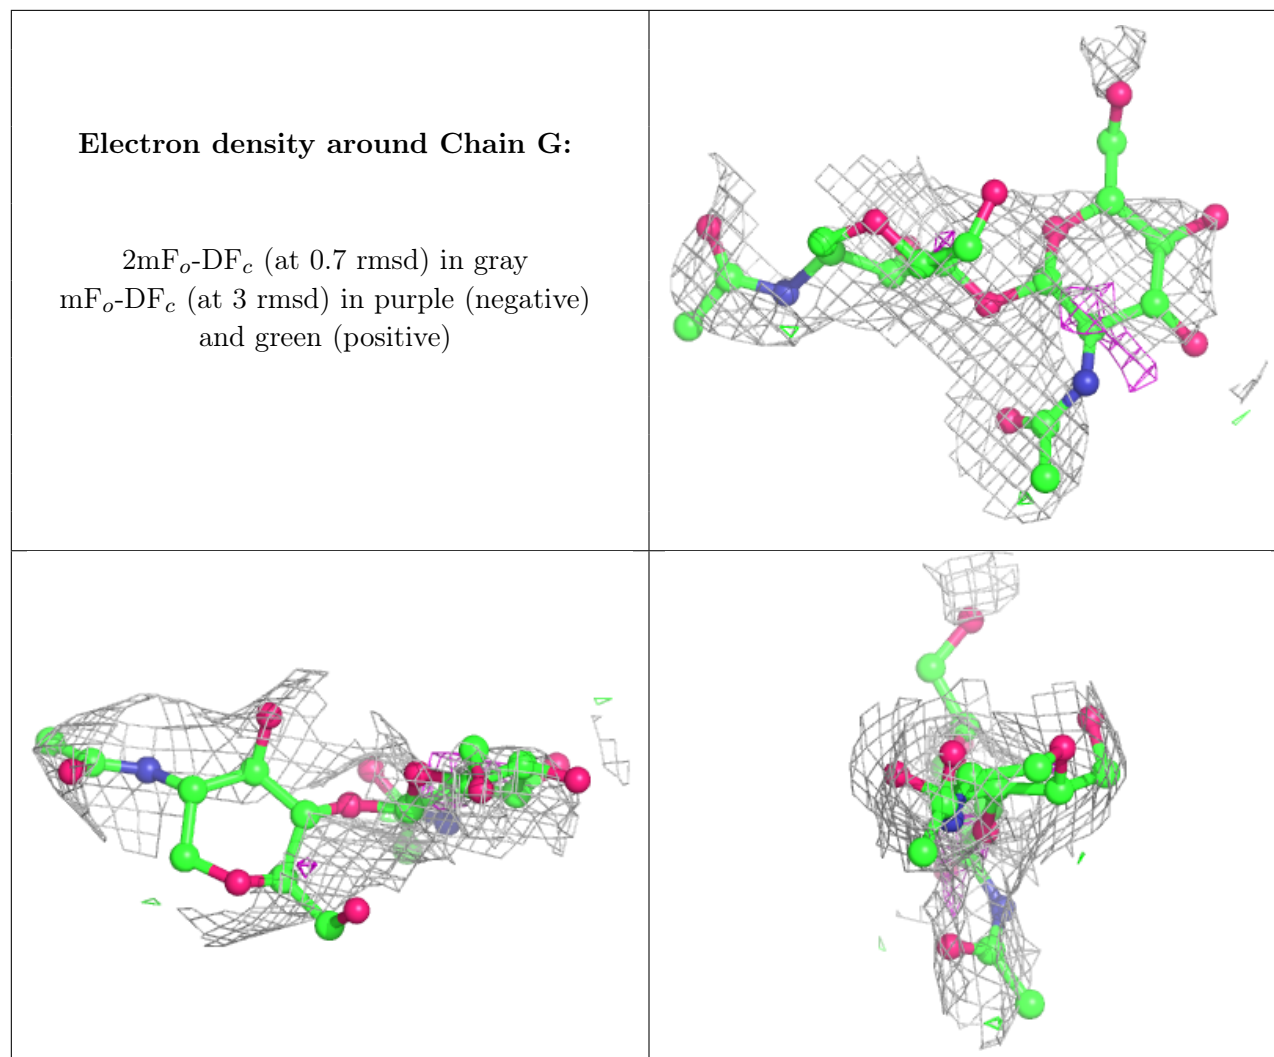 Electron density around Chain G:
2mFo-DFc (at 0.7 rmsd) in gray
mFo-DFc (at 3 rmsd) in purple (negative)
and green (positive)